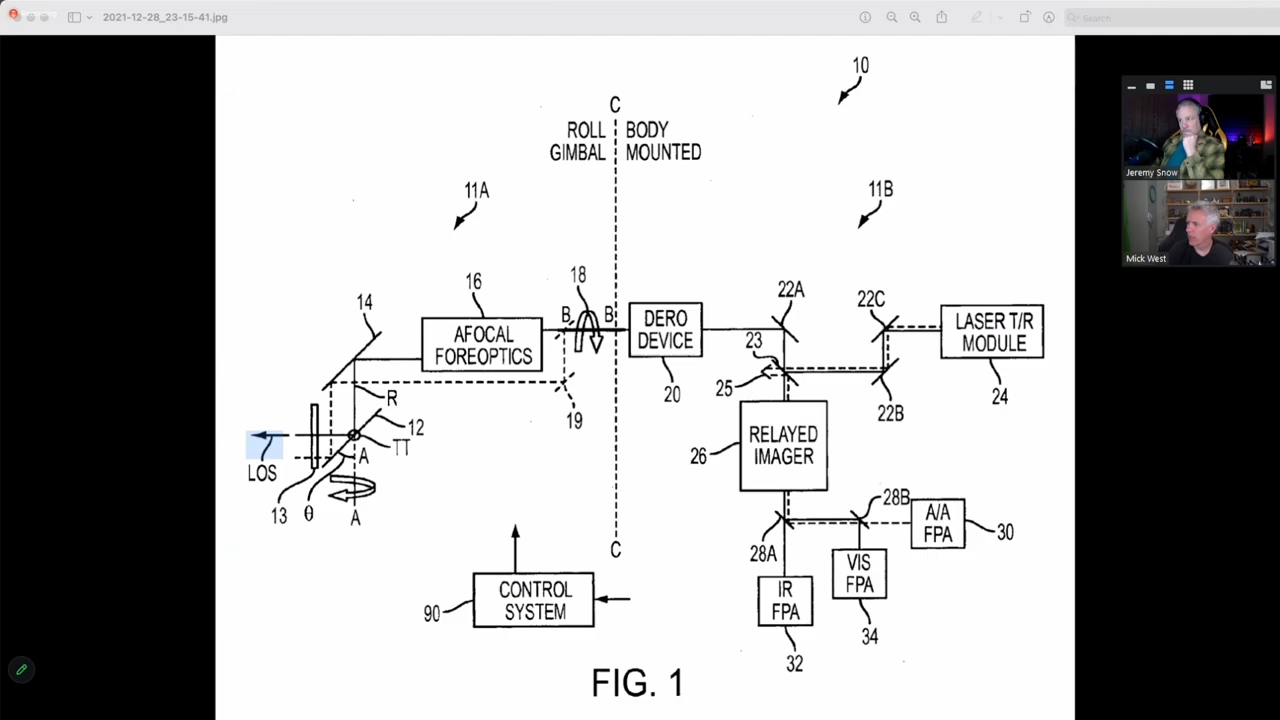 2021-12-28_23-15-41.jpg
Search
10
C
ROLL
GIMBAL
BODY
MOUNTED
11A
11B
Jeremy Snow
Mick West
14
16
18
22A
22C
AFOCAL
FOREOPTICS
B
B
DERO
DEVICE
20
23
25
LASER T/R
MODULE
24
22B
R
19
12
TT
LOS
A
13
θ
A
26
RELAYED
IMAGER
28B
28A
A/A
FPA
30
C
VIS
FPA
34
IR
FPA
32
90
CONTROL
SYSTEM
FIG. 1